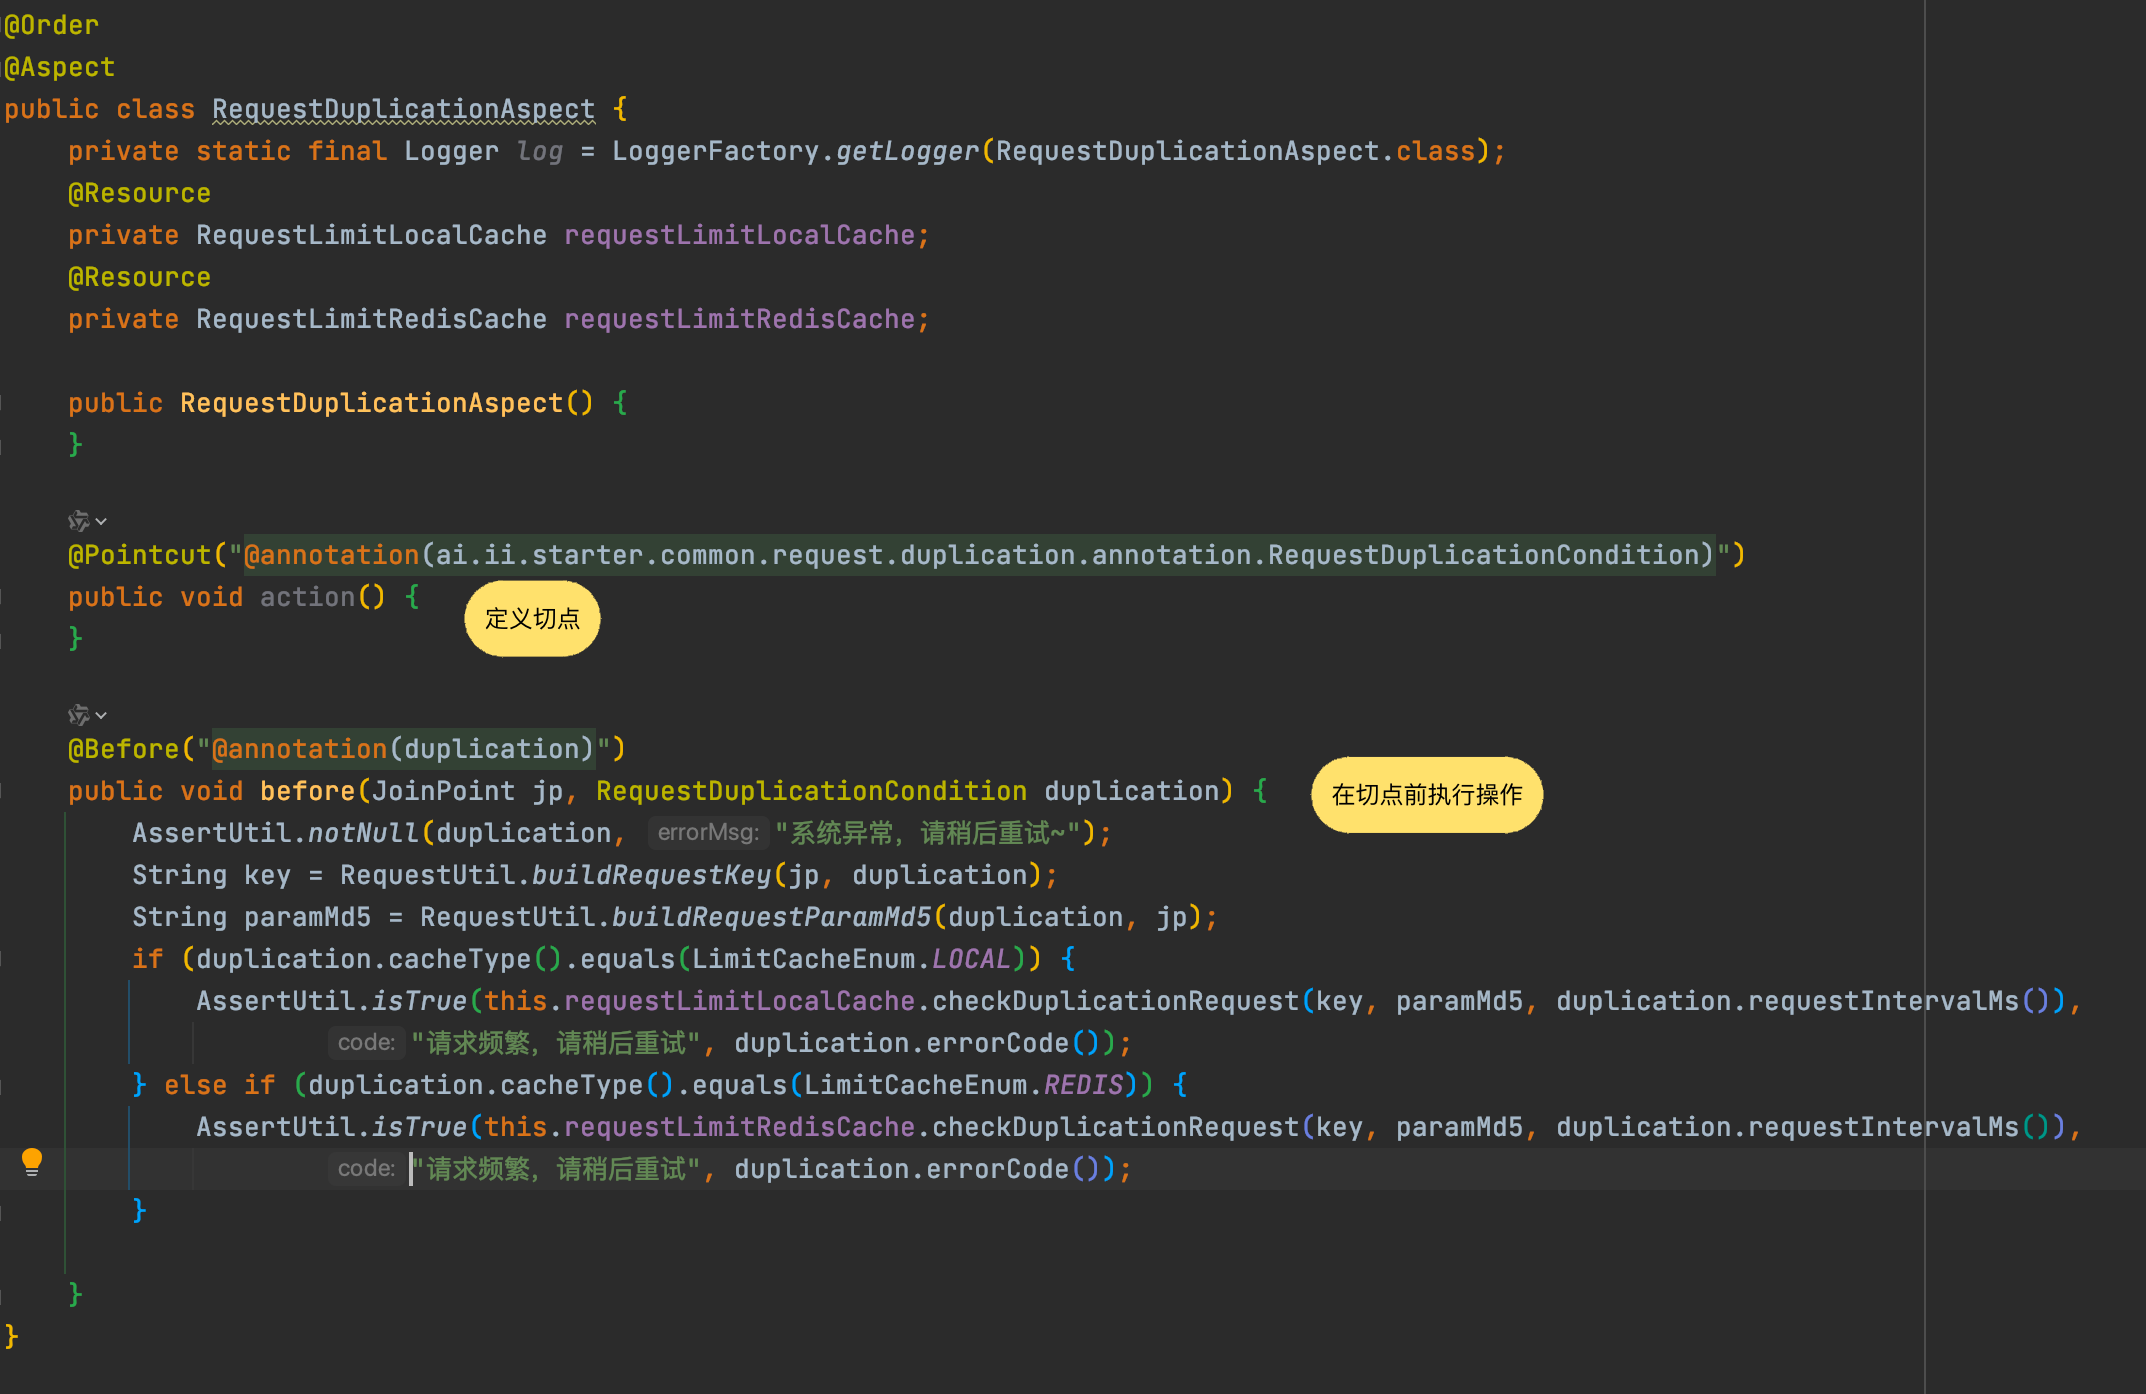 @Order
@Aspect
public class RequestDuplicationAspect {
    private static final Logger log = LoggerFactory.getLogger(RequestDuplicationAspect.class);
    @Resource
    private RequestLimitLocalCache requestLimitLocalCache;
    @Resource
    private RequestLimitRedisCache requestLimitRedisCache;
    public RequestDuplicationAspect() {
    }
    @Pointcut("@annotation(ai.ii.starter.common.request.duplication.annotation.RequestDuplicationCondition)")
    public void action() {
定义切点
    }
    @Before("@annotation(duplication)")
    public void before(JoinPoint jp, RequestDuplicationCondition duplication) {
在切点前执行操作
        AssertUtil.notNull(duplication, errorMsg: "系统异常，请稍后重试~");
        String key = RequestUtil.buildRequestKey(jp, duplication);
        String paramMd5 = RequestUtil.buildRequestParamMd5(duplication, jp);
        if (duplication.cacheType().equals(LimitCacheEnum.LOCAL)) {
            AssertUtil.isTrue(this.requestLimitLocalCache.checkDuplicationRequest(key, paramMd5, duplication.requestIntervalMs()),
                    code: "请求频繁，请稍后重试", duplication.errorCode());
        } else if (duplication.cacheType().equals(LimitCacheEnum.REDIS)) {
            AssertUtil.isTrue(this.requestLimitRedisCache.checkDuplicationRequest(key, paramMd5, duplication.requestIntervalMs()),
                    code: "请求频繁，请稍后重试", duplication.errorCode());
        }
    }
}